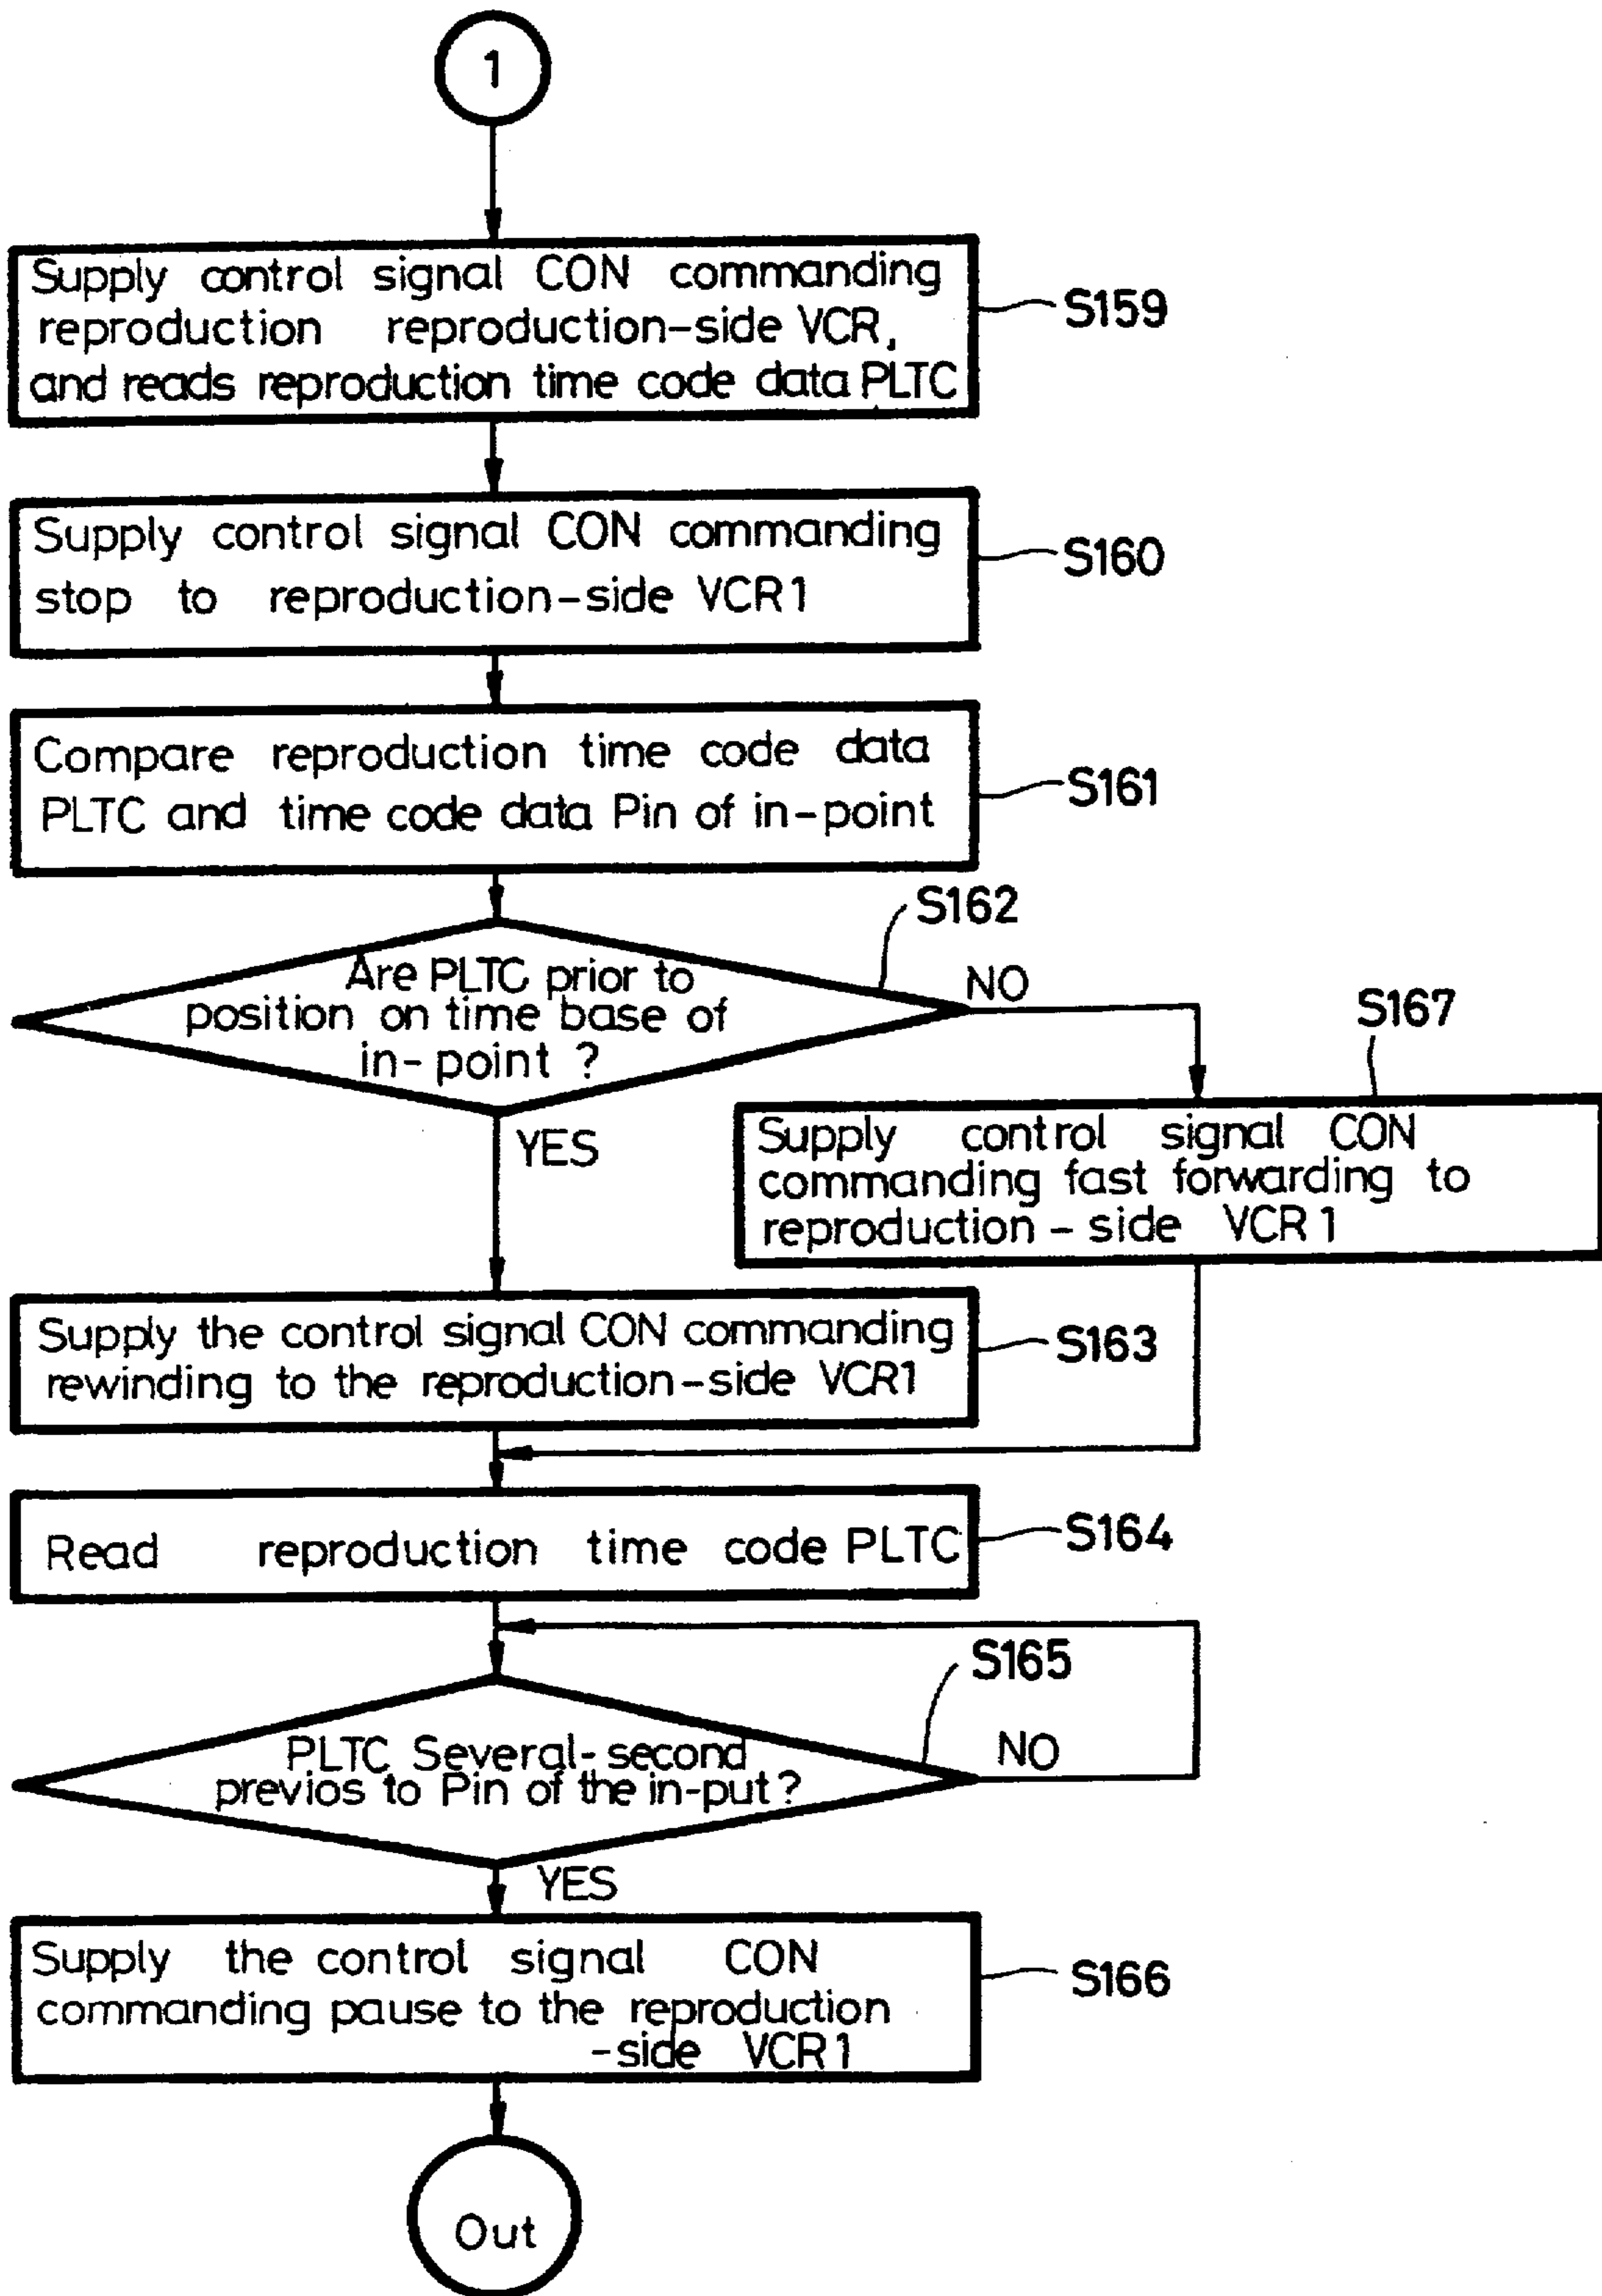 1
Supply control signal CON commanding
reproduction reproduction-side VCR,
and reads reproduction time code data PLTC
S159
Supply control signal CON commanding
stop to reproduction-side VCR1
S160
Compare reproduction time code data
PLTC and time code data Pin of in-point
S161
S162
Are PLTC prior to
position on time base of
in-point ?
NO
YES
S167
Supply control signal CON
commanding fast forwarding to
reproduction-side VCR1
Supply the control signal CON commanding
rewinding to the reproduction-side VCR1
S163
Read reproduction time code PLTC
S164
S165
PLTC Several-second
previos to Pin of the in-put?
NO
YES
Supply the control signal CON
commanding pause to the reproduction
-side VCR1
S166
Out